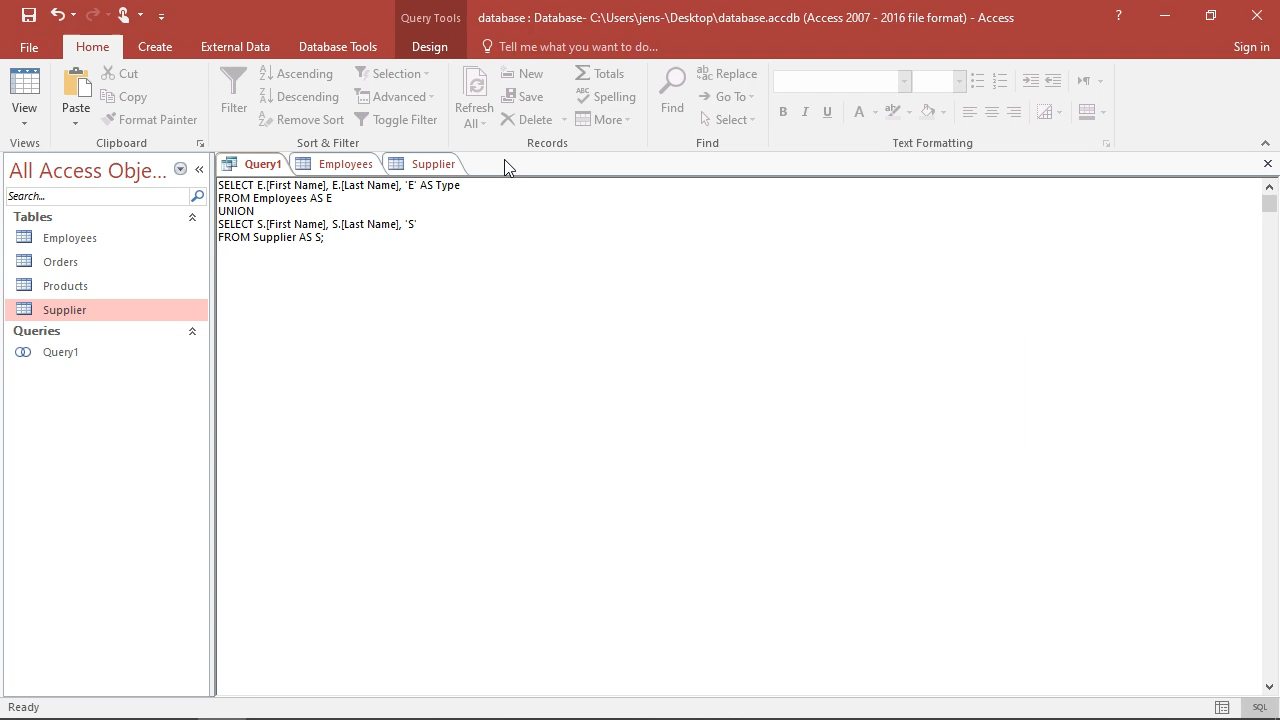 Query Tools
database : Database- C:\Users\jens-\Desktop\database.accdb (Access 2007 - 2016 file format) - Access
?
File
Home
Create
External Data
Database Tools
Design
Tell me what you want to do...
Sign in
View
Views
Paste
Cut
Copy
Format Painter
Clipboard
Filter
Ascending
Descending
Remove Sort
Selection
Advanced
Toggle Filter
Sort & Filter
Refresh
All
New
Save
Delete
Totals
Spelling
More
Records
Find
Replace
Go To
Select
Find
B I U
Text Formatting
All Access Obje...
Search...
Tables
Employees
Orders
Products
Supplier
Queries
Query1
Query1
Employees
Supplier
SELECT E.[First Name], E.[Last Name], 'E' AS Type
FROM Employees AS E
UNION
SELECT S.[First Name], S.[Last Name], 'S'
FROM Supplier AS S;
Ready
SQL